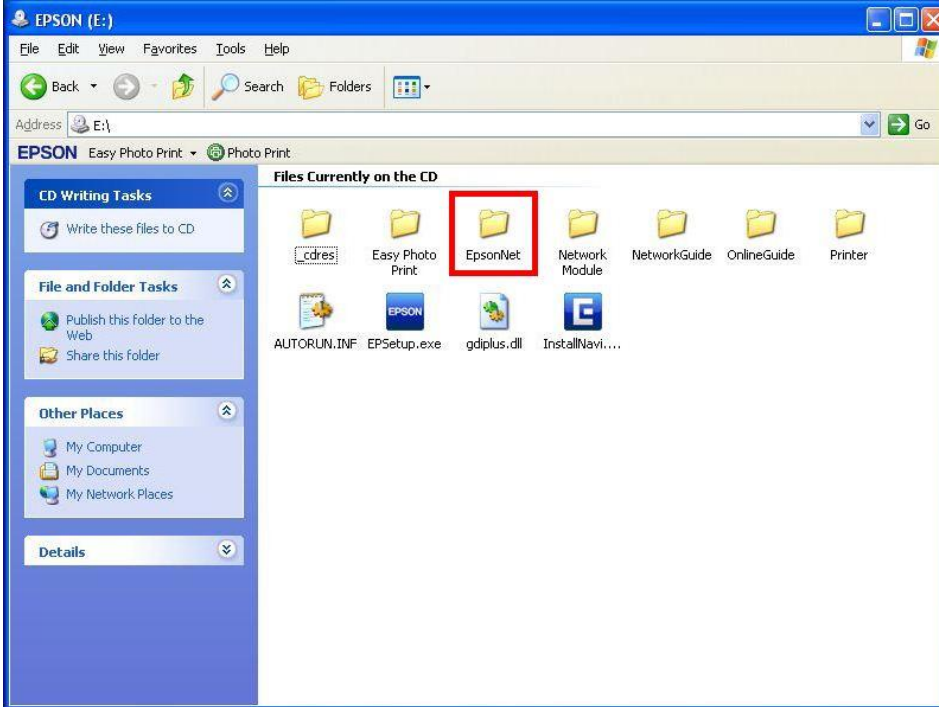 EPSON (E:)
File Edit View Favorites Tools Help
Back Search Folders
Address E:\ Go
EPSON Easy Photo Print Photo Print
CD Writing Tasks
Write these files to CD
File and Folder Tasks
Publish this folder to the
Web
Share this folder
Other Places
My Computer
My Documents
My Network Places
Details
Files Currently on the CD
_cdres
Easy Photo
Print
EpsonNet
Network
Module
NetworkGuide
OnlineGuide
Printer
AUTORUN.INF
EPSON
EPSetup.exe
gdiplus.dll
E
InstallNavi....